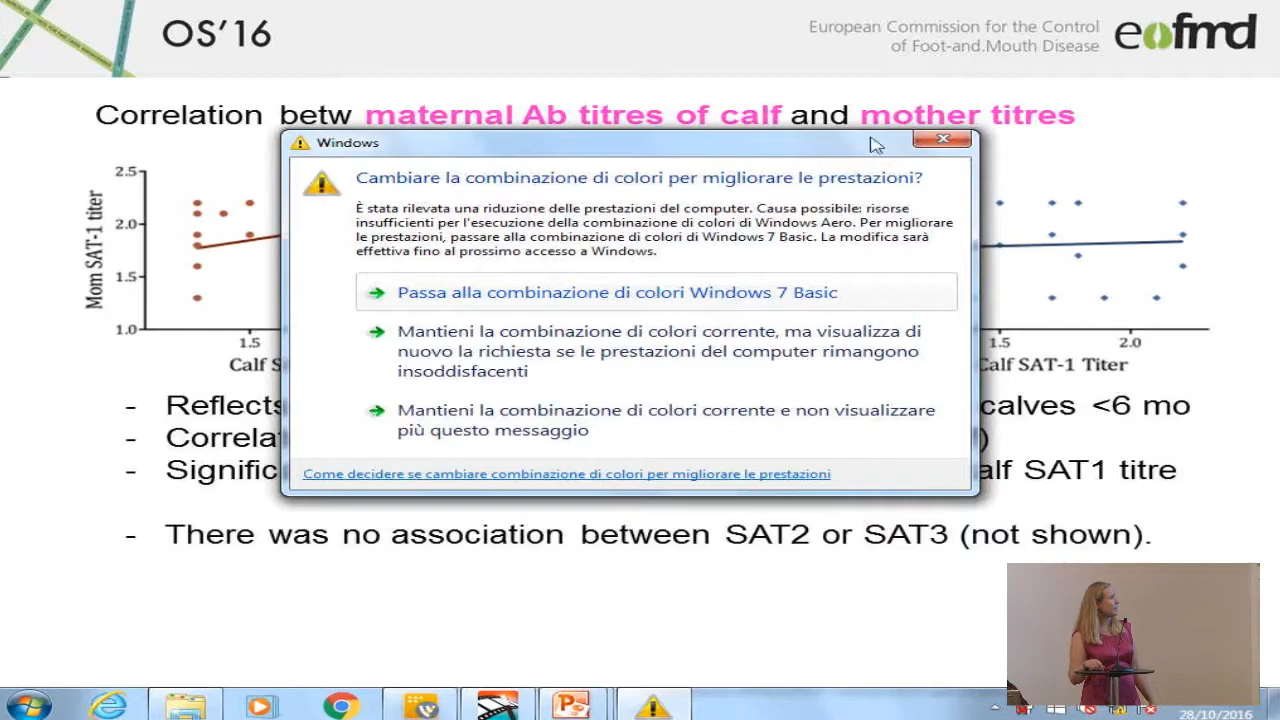 OS'16
European Commission for the Control
of Foot-and.Mouth Disease
eofmd
Correlation betw maternal Ab titres of calf and mother titres
Windows
Cambiare la combinazione di colori per migliorare le prestazioni?
È stata rilevata una riduzione delle prestazioni del computer. Causa possibile: risorse
insufficienti per l'esecuzione della combinazione di colori di Windows Aero. Per migliorare
le prestazioni, passare alla combinazione di colori di Windows 7 Basic. La modifica sarà
effettiva fino al prossimo accesso a Windows.
Passa alla combinazione di colori Windows 7 Basic
Mantieni la combinazione di colori corrente, ma visualizza di
nuovo la richiesta se le prestazioni del computer rimangono
insoddisfacenti
Mantieni la combinazione di colori corrente e non visualizzare
più questo messaggio
Come decidere se cambiare combinazione di colori per migliorare le prestazioni
Mom SAT-1 titer
2.5
2.0
1.5
1.0
1.5
Calf S
1.5 2.0
Calf SAT-1 Titer
- Reflects calves <6 mo
- Correla )
- Signific alf SAT1 titre
- There was no association between SAT2 or SAT3 (not shown).
28/10/2016